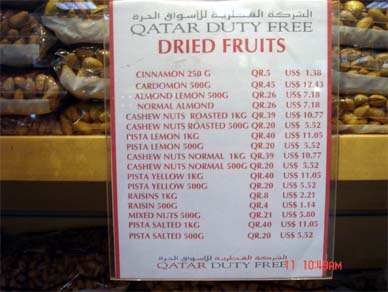 الشركة القطرية للأسواق الحرة
QATAR DUTY FREE
DRIED FRUITS
CINNAMON 250 G QR.5 US$ 1.38
CARDOMON 500G QR.45 US$ 12.43
ALMOND LEMON 500G QR.26 US$ 7.18
NORMAL ALMOND QR.26 US$ 7.18
CASHEW NUTS ROASTED 1KG QR.39 US$ 10.77
CASHEW NUTS ROASTED 500G QR.20 US$ 5.52
PISTA LEMON 1KG QR.40 US$ 11.05
PISTA LEMON 500G QR.20 US$ 5.52
CASHEW NUTS NORMAL 1KG QR.39 US$ 10.77
CASHEW NUTS NORMAL 500G QR.20 US$ 5.52
PISTA YELLOW 1KG QR.40 US$ 11.05
PISTA YELLOW 500G QR.20 US$ 5.52
RAISINS 1KG QR.8 US$ 2.21
RAISIN 500G QR.4 US$ 1.14
MIXED NUTS 500G QR.21 US$ 5.80
PISTA SALTED 1KG QR.40 US$ 11.05
PISTA SALTED 500G QR.20 US$ 5.52
الشركة القطرية للأسواق الحرة
QATAR DUTY FREE
11 10:49AM